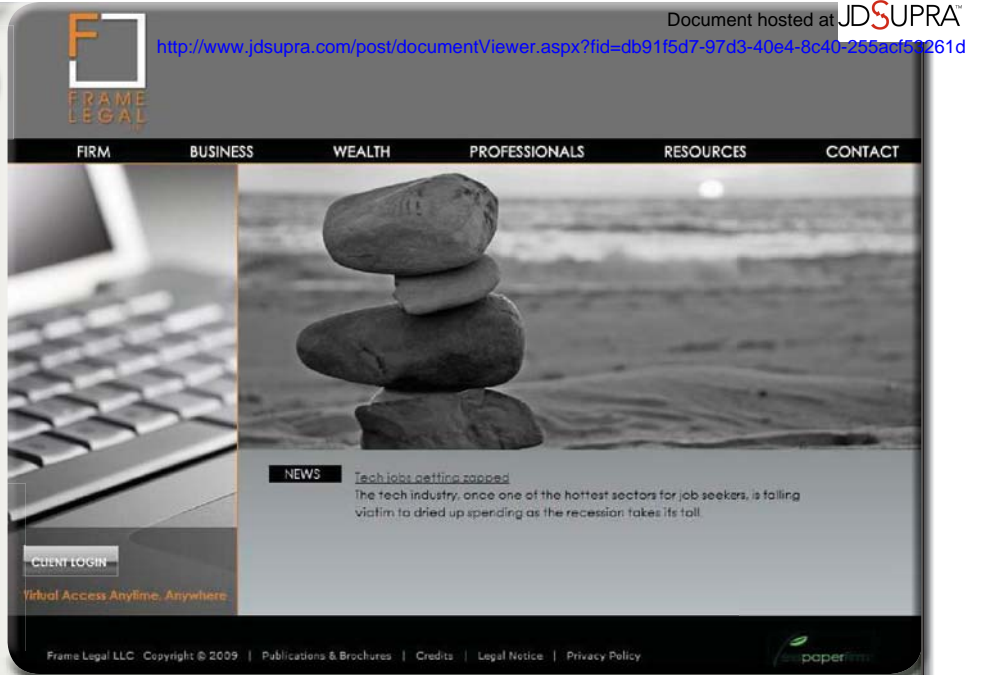 Document hosted at JDSUPRA™
http://www.jdsupra.com/post/documentViewer.aspx?fid=db91f5d7-97d3-40e4-8c40-255acf53261d
F
FRAME
LEGAL
FIRM BUSINESS WEALTH PROFESSIONALS RESOURCES CONTACT
NEWS Tech jobs getting zapped
The tech industry, once one of the hottest sectors for job seekers, is falling
victim to dried up spending as the recession takes its toll.
CLIENT LOGIN
Virtual Access Anytime, Anywhere
Frame Legal LLC Copyright © 2009 | Publications & Brochures | Credits | Legal Notice | Privacy Policy
paper